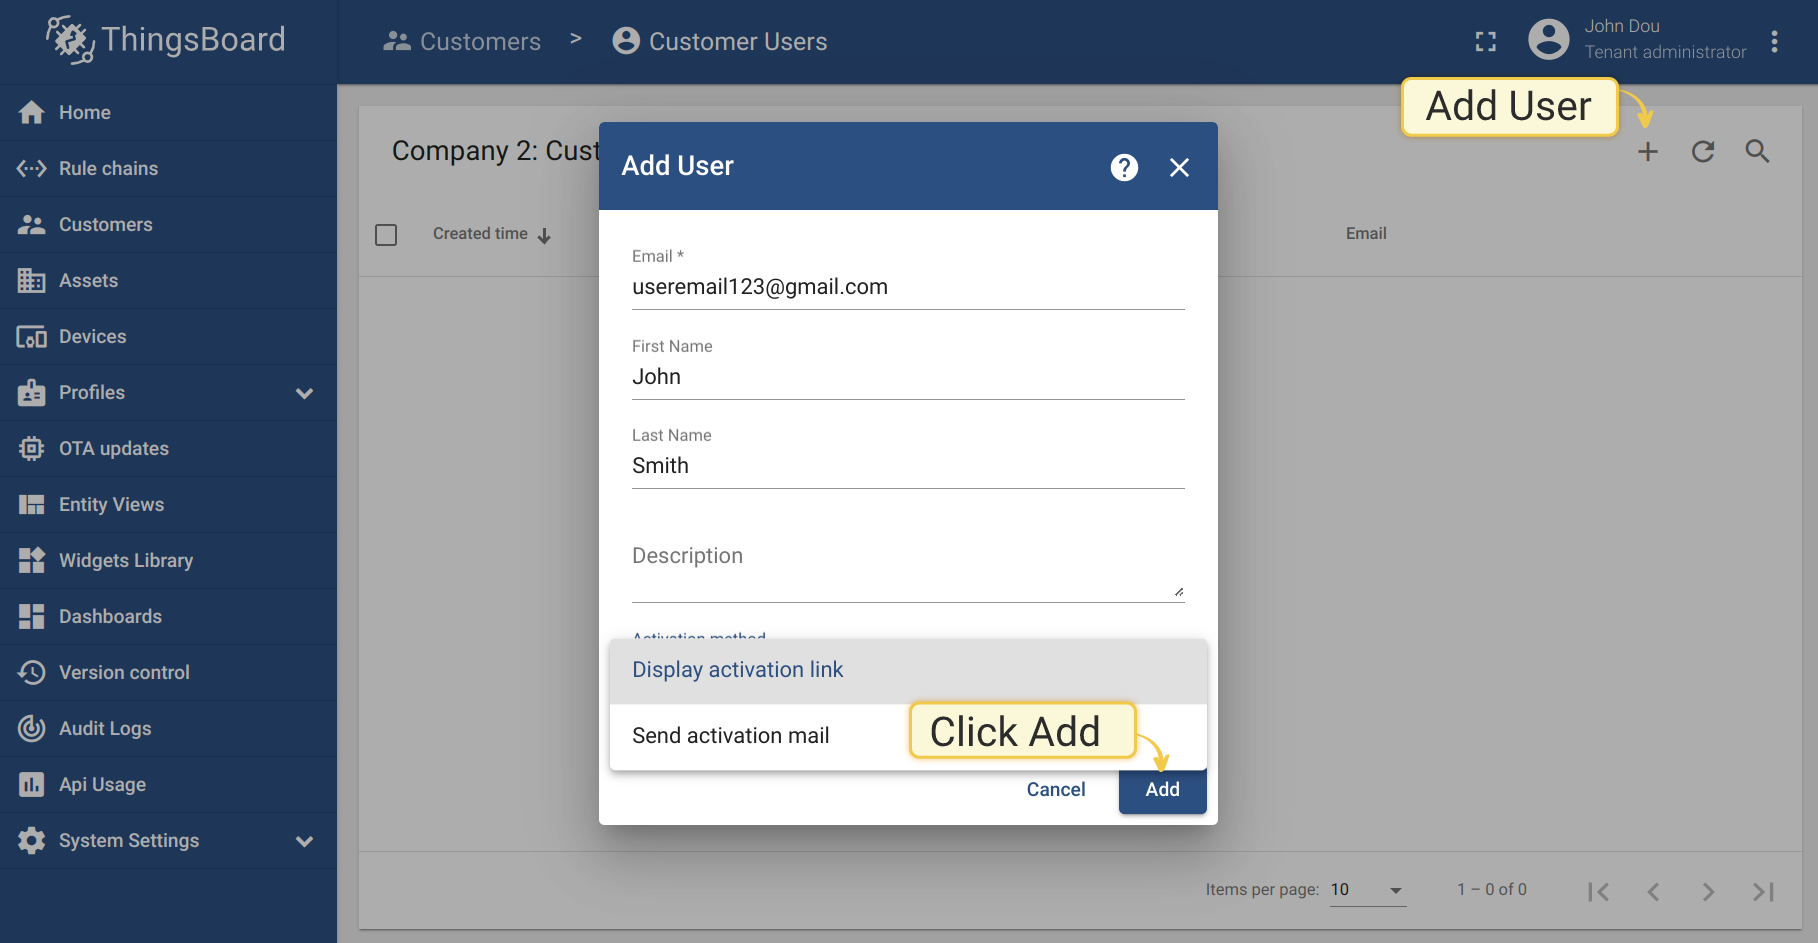 ThingsBoard
Customers > Customer Users
John Dou
Tenant administrator
Home
Rule chains
Customers
Assets
Devices
Profiles
OTA updates
Entity Views
Widgets Library
Dashboards
Version control
Audit Logs
Api Usage
System Settings
Add User
Company 2: Cust
Created time
Email
Add User
?
Email *
useremail123@gmail.com
First Name
John
Last Name
Smith
Description
Activation method
Display activation link
Send activation mail
Click Add
Cancel
Add
Items per page: 10
1 – 0 of 0